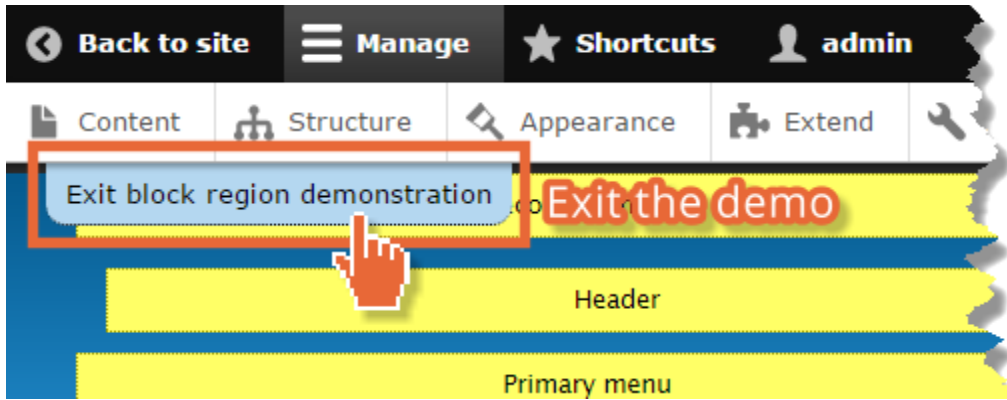 Back to site Manage Shortcuts admin
Content Structure Appearance Extend
Exit block region demonstration Exit the demo
Header
Primary menu